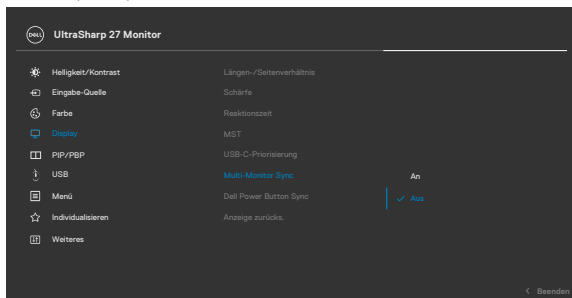 DELL UltraSharp 27 Monitor
Helligkeit/Kontrast
Eingabe-Quelle
Farbe
Display
PIP/PBP
USB
Menü
Individualisieren
Weiteres
Längen-/Seitenverhältnis
Schärfe
Reaktionszeit
MST
USB-C-Priorisierung
Multi-Monitor Sync
Dell Power Button Sync
Anzeige zurücks.
An
Aus
Beenden